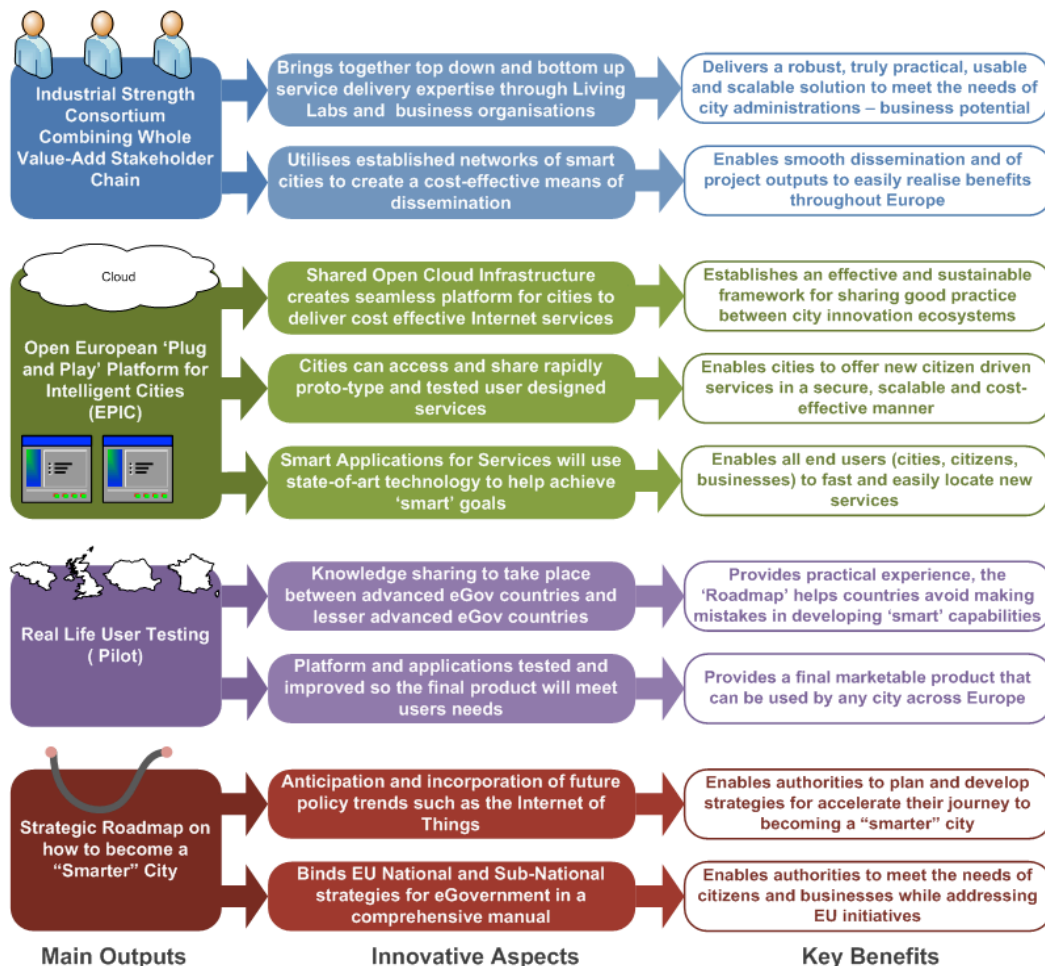 Industrial Strength
Consortium
Combining Whole
Value-Add Stakeholder
Chain
Brings together top down and bottom up
service delivery expertise through Living
Labs and business organisations
Delivers a robust, truly practical, usable
and scalable solution to meet the needs of
city administrations – business potential
Utilises established networks of smart
cities to create a cost-effective means of
dissemination
Enables smooth dissemination and of
project outputs to easily realise benefits
throughout Europe
Cloud
Open European ‘Plug
and Play’ Platform for
Intelligent Cities
(EPIC)
Shared Open Cloud Infrastructure
creates seamless platform for cities to
deliver cost effective Internet services
Establishes an effective and sustainable
framework for sharing good practice
between city innovation ecosystems
Cities can access and share rapidly
proto-type and tested user designed
services
Enables cities to offer new citizen driven
services in a secure, scalable and cost-
effective manner
Smart Applications for Services will use
state-of-art technology to help achieve
‘smart’ goals
Enables all end users (cities, citizens,
businesses) to fast and easily locate new
services
Real Life User Testing
( Pilot)
Knowledge sharing to take place
between advanced eGov countries and
lesser advanced eGov countries
Provides practical experience, the
‘Roadmap’ helps countries avoid making
mistakes in developing ‘smart’ capabilities
Platform and applications tested and
improved so the final product will meet
users needs
Provides a final marketable product that
can be used by any city across Europe
Strategic Roadmap on
how to become a
“Smarter” City
Anticipation and incorporation of future
policy trends such as the Internet of
Things
Enables authorities to plan and develop
strategies for accelerate their journey to
becoming a “smarter” city
Binds EU National and Sub-National
strategies for eGovernment in a
comprehensive manual
Enables authorities to meet the needs of
citizens and businesses while addressing
EU initiatives
Main Outputs
Innovative Aspects
Key Benefits